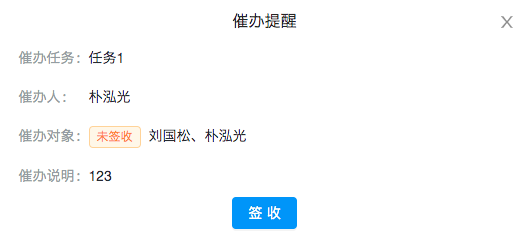 催办提醒
X
催办任务：任务1
催办人： 朴泓光
催办对象：未签收 刘国松、朴泓光
催办说明：123
签 收